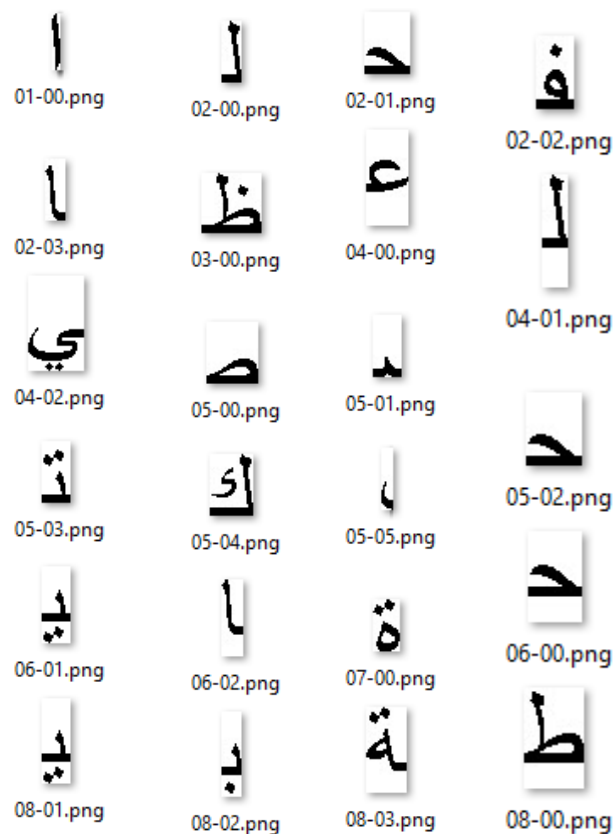 ا ل ح ف
01-00.png 02-00.png 02-01.png 02-02.png
ا ظ ع ل
02-03.png 03-00.png 04-00.png 04-01.png
ي ص
04-02.png 05-00.png 05-01.png 05-02.png
ت ك
05-03.png 05-04.png 05-05.png 06-00.png
ي ا ة ح
06-01.png 06-02.png 07-00.png
ي ب ة ط
08-01.png 08-02.png 08-03.png 08-00.png